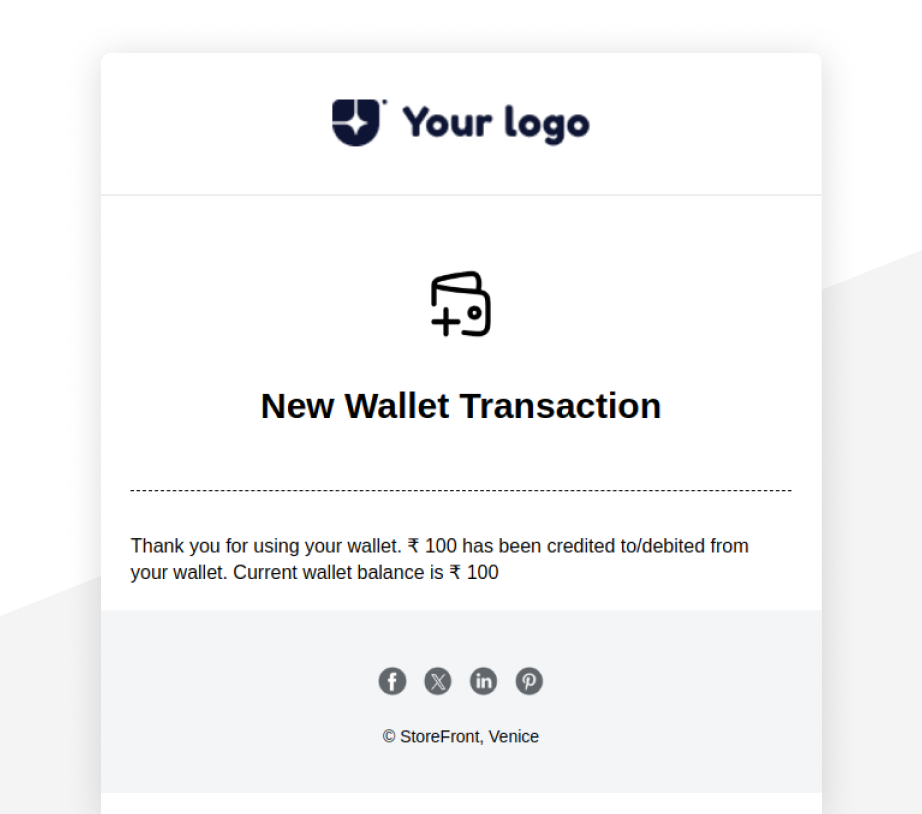 Your logo
New Wallet Transaction
Thank you for using your wallet. ₹ 100 has been credited to/debited from
your wallet. Current wallet balance is ₹ 100
© StoreFront, Venice